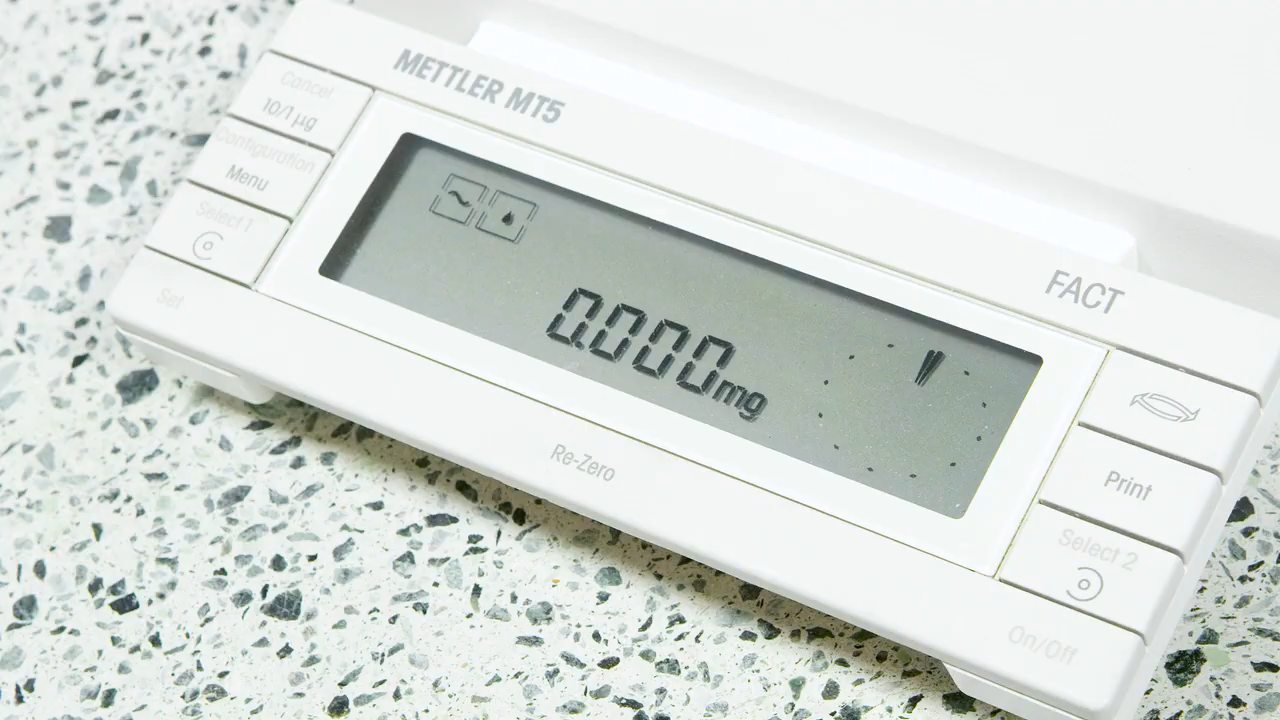 METTLER MT5
FACT
Cancel
10/1 µg
Configuration
Menu
Select 1
Set
0.000mg
Re-Zero
Print
Select 2
On/Off